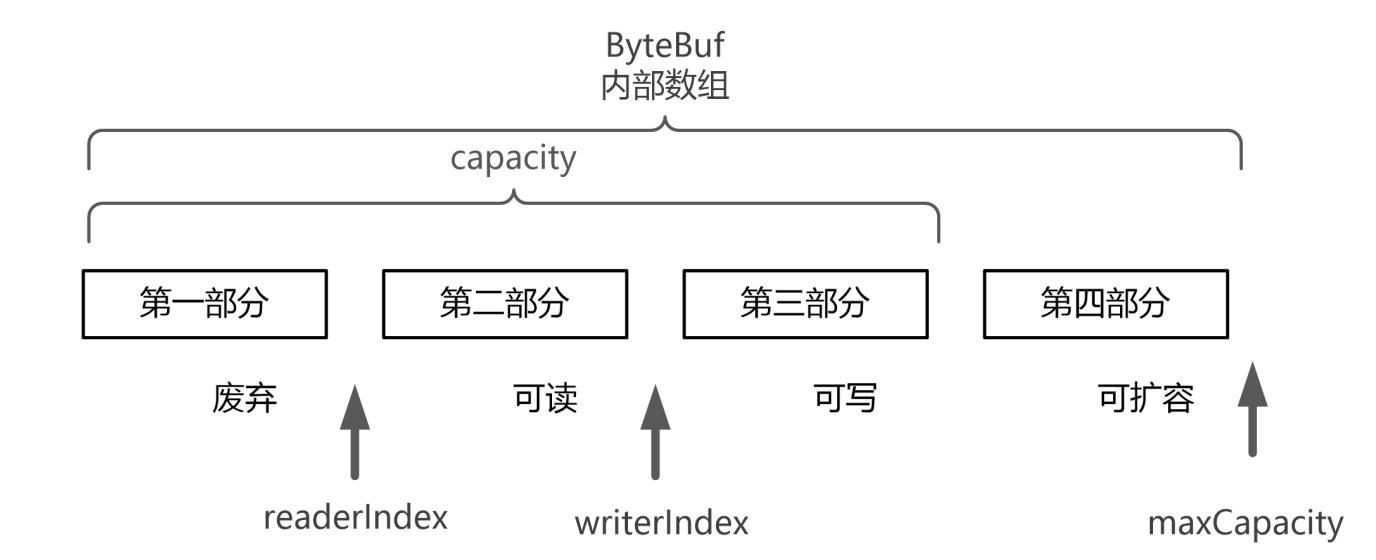 ByteBuf
内部数组
capacity
第一部分 第二部分 第三部分 第四部分
废弃 可读 可写 可扩容
readerIndex writerIndex maxCapacity